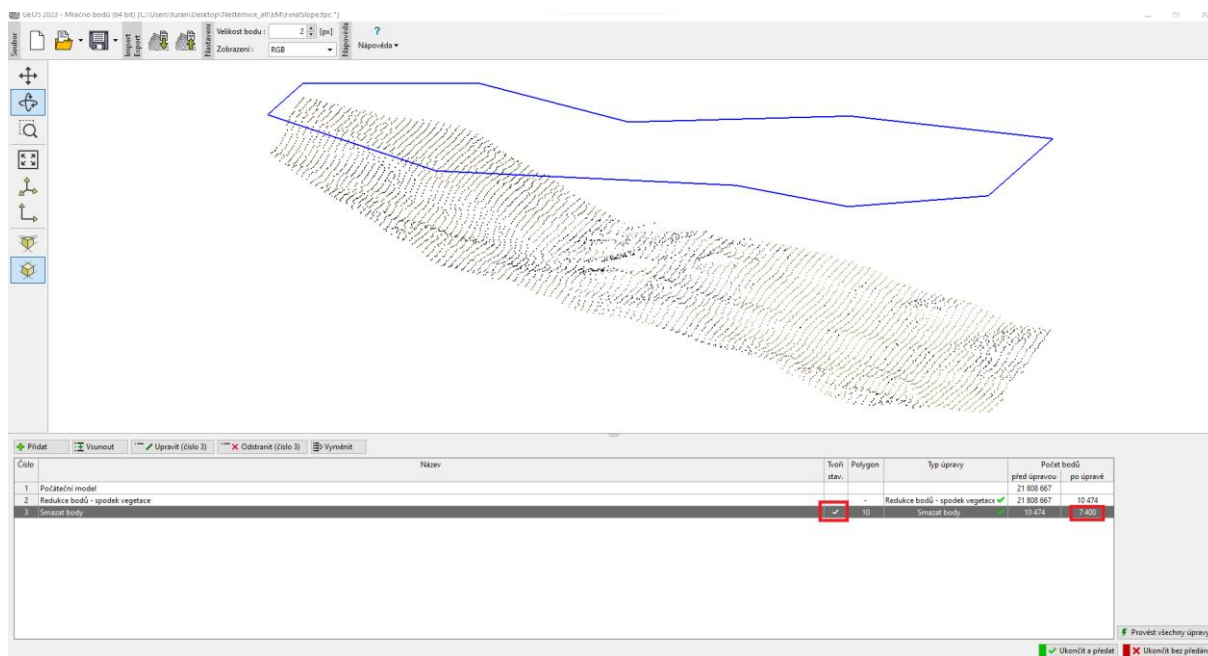 GEO5 2023 - Mračno bodů (64 bit) [C:\Users\turan\Desktop\Neštěmice_all\EM\FinalSlope.fpc *]
Soubor
Import
Export
Nastavení
Velikost bodu :
2
[px]
Zobrazení :
RGB
Nápověda
?
Nápověda
Přidat
Vsunout
Upravit (číslo 3)
Odstranit (číslo 3)
Vyměnit
Číslo Název Tvoří stav. Polygon Typ úpravy Počet bodů
před úpravou po úpravě
1 Počáteční model 21 808 667
2 Redukce bodů - spodek vegetace - Redukce bodů - spodek vegetace 21 808 667 10 474
3 Smazat body 10 Smazat body 10 474 7 400
Provést všechny úpravy
Ukončit a předat
Ukončit bez předání